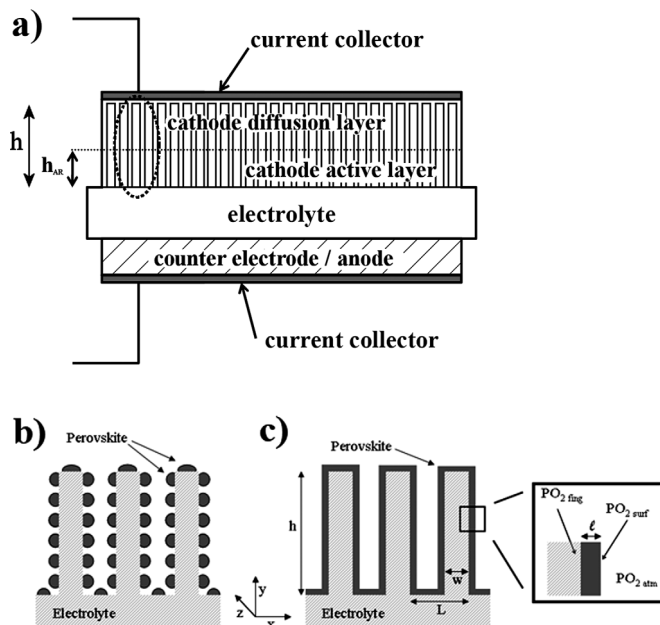 a)
current collector
h
cathode diffusion layer
h_AR
cathode active layer
electrolyte
counter electrode / anode
current collector
b)
Perovskite
Electrolyte
y
z
x
c)
Perovskite
h
w
L
Electrolyte
PO2 fing
ℓ
PO2 surf
PO2 atm